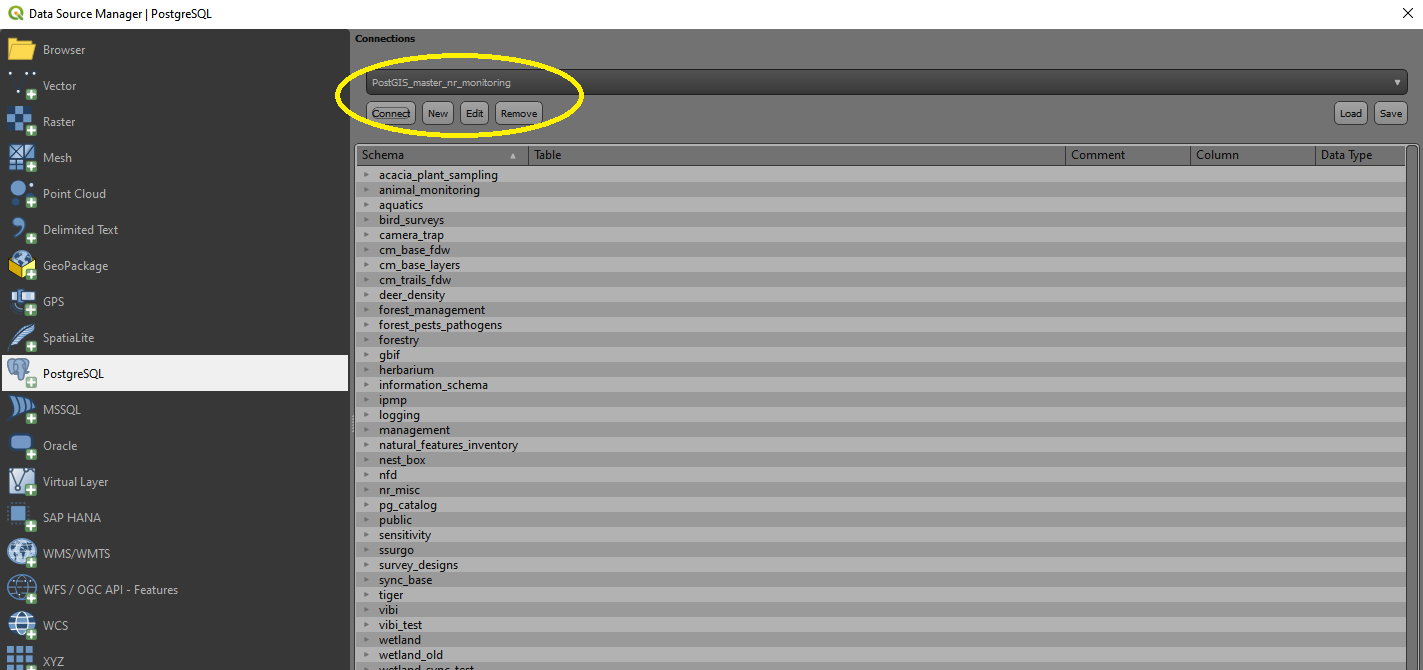 Data Source Manager | PostgreSQL
Browser
Vector
Raster
Mesh
Point Cloud
Delimited Text
GeoPackage
GPS
SpatiaLite
PostgreSQL
MSSQL
Oracle
Virtual Layer
SAP HANA
WMS/WMTS
WFS / OGC API - Features
WCS
XYZ
Connections
PostGIS_master_nr_monitoring
Connect New Edit Remove Load Save
Schema Table Comment Column Data Type
acacia_plant_sampling
animal_monitoring
aquatics
bird_surveys
camera_trap
cm_base_fdw
cm_base_layers
cm_trails_fdw
deer_density
forest_management
forest_pests_pathogens
forestry
gbif
herbarium
information_schema
ipmp
logging
management
natural_features_inventory
nest_box
nfd
nr_misc
pg_catalog
public
sensitivity
ssurgo
survey_designs
sync_base
tiger
vibi
vibi_test
wetland
wetland_old
wetland_sync_test